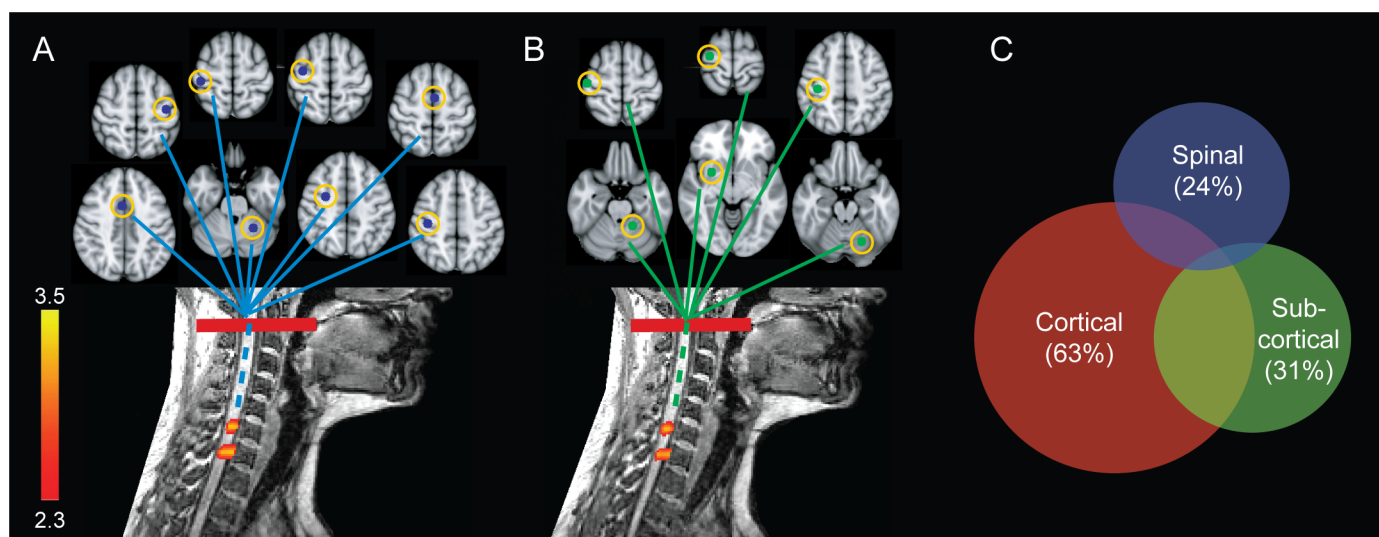 A
B
C
3.5
2.3
Spinal
(24%)
Cortical
(63%)
Sub-
cortical
(31%)